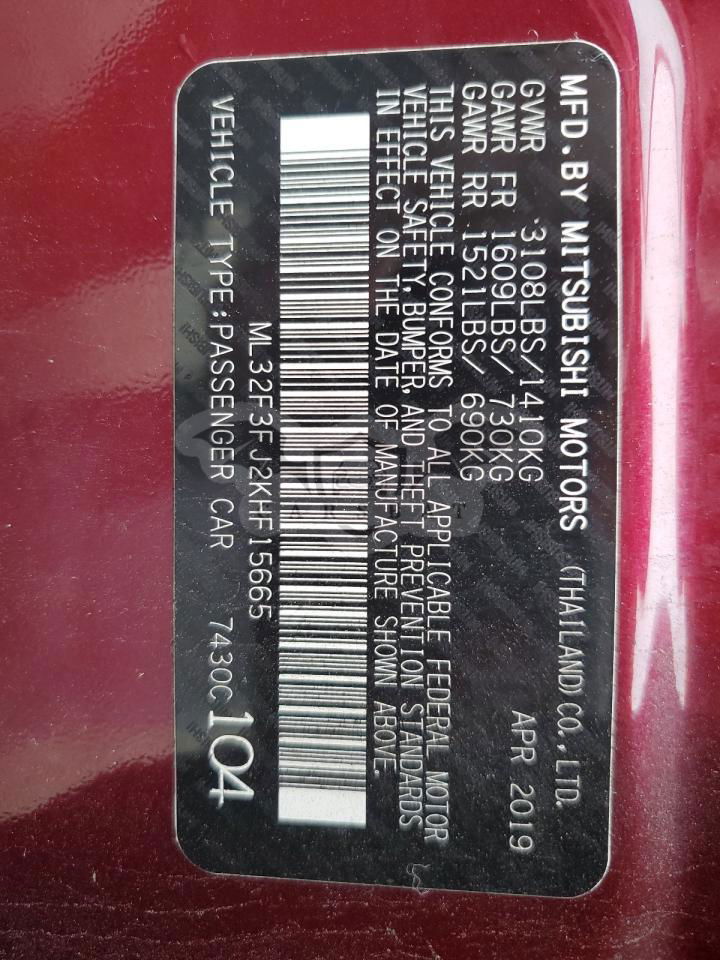 MFD.BY MITSUBISHI MOTORS (THAILAND)CO.,LTD.
GVWR 3108LBS/1410KG APR 2019
GAWR FR 1609LBS/ 730KG
GAWR RR 1521LBS/ 690KG
THIS VEHICLE CONFORMS TO ALL APPLICABLE FEDERAL MOTOR
VEHICLE SAFETY, BUMPER, AND THEFT PREVENTION STANDARDS
IN EFFECT ON THE DATE OF MANUFACTURE SHOWN ABOVE.
ML32F3FJ2KHF15665
VEHICLE TYPE:PASSENGER CAR 7430C 104